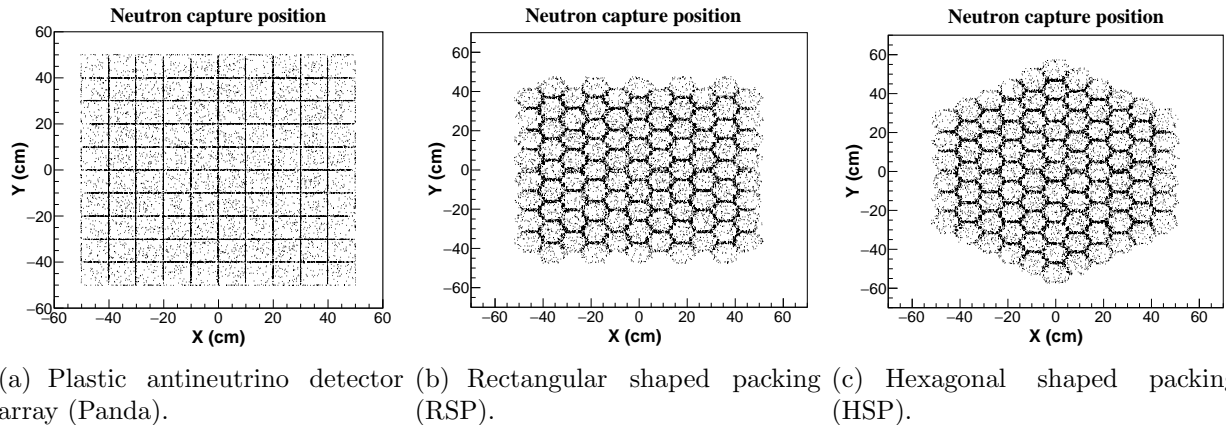 Neutron capture position
Y (cm)
60
40
20
0
−20
−40
−60
−60 −40 −20 0 20 40 60
X (cm)
Neutron capture position
Y (cm)
60
40
20
0
−20
−40
−60
−60 −40 −20 0 20 40 60
X (cm)
Neutron capture position
Y (cm)
60
40
20
0
−20
−40
−60
−60 −40 −20 0 20 40 60
X (cm)
(a) Plastic antineutrino detector
array (Panda).
(b) Rectangular shaped packing
(RSP).
(c) Hexagonal shaped packing
(HSP).